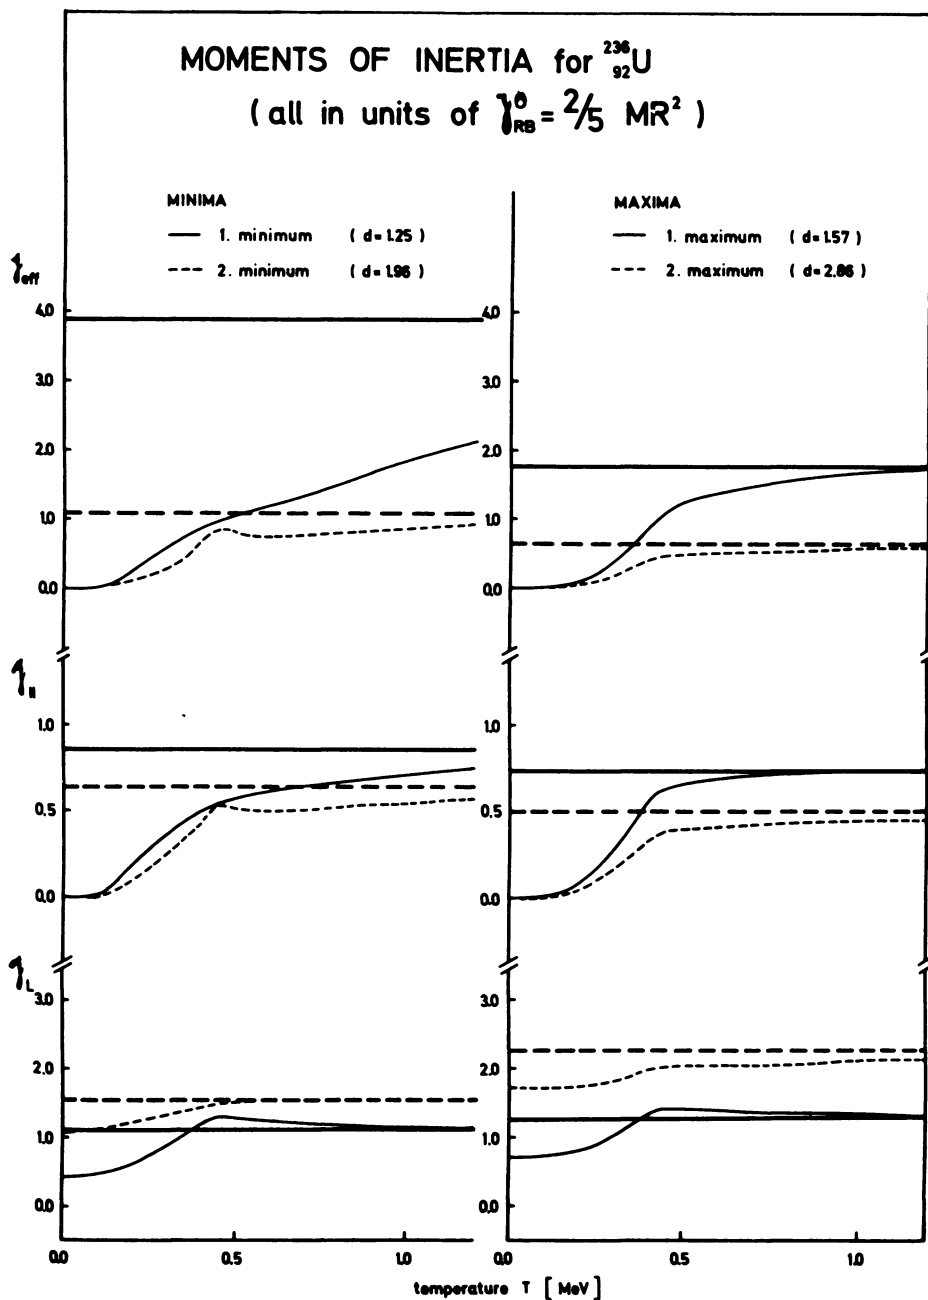 MOMENTS OF INERTIA for ²³⁶₉₂U
( all in units of ℐ⁰RB = 2/5 MR² )
MINIMA
1. minimum ( d=1.25 )
2. minimum ( d=1.96 )
MAXIMA
1. maximum ( d=1.57 )
2. maximum ( d=2.86 )
ℐeff
4.0
3.0
2.0
1.0
0.0
4.0
3.0
2.0
1.0
0.0
ℐ॥
1.0
0.5
0.0
1.0
0.5
0.0
ℐ⊥
3.0
2.0
1.0
0.0
3.0
2.0
1.0
0.0
0.0 0.5 1.0
0.0 0.5 1.0
temperature T [ MeV ]